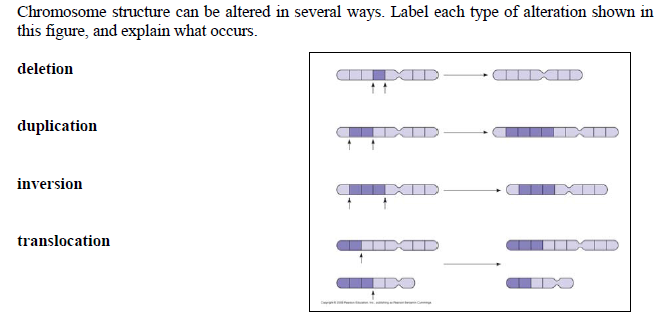 Chromosome structure can be altered in several ways. Label each type of alteration shown in
this figure, and explain what occurs.
deletion
duplication
inversion
translocation